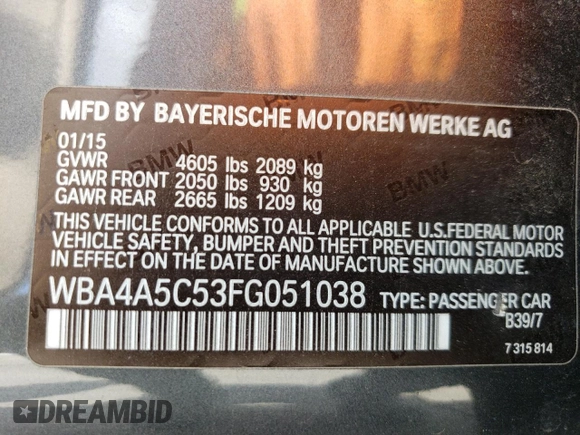 MFD BY BAYERISCHE MOTOREN WERKE AG
01/15
GVWR 4605 lbs 2089 kg
GAWR FRONT 2050 lbs 930 kg
GAWR REAR 2665 lbs 1209 kg
THIS VEHICLE CONFORMS TO ALL APPLICABLE U.S.FEDERAL MOTOR
VEHICLE SAFETY, BUMPER AND THEFT PREVENTION STANDARDS
IN EFFECT ON THE DATE OF MANUFACTURE SHOWN ABOVE.
WBA4A5C53FG051038 TYPE: PASSENGER CAR
B39/7
7 315 814
DREAMBID